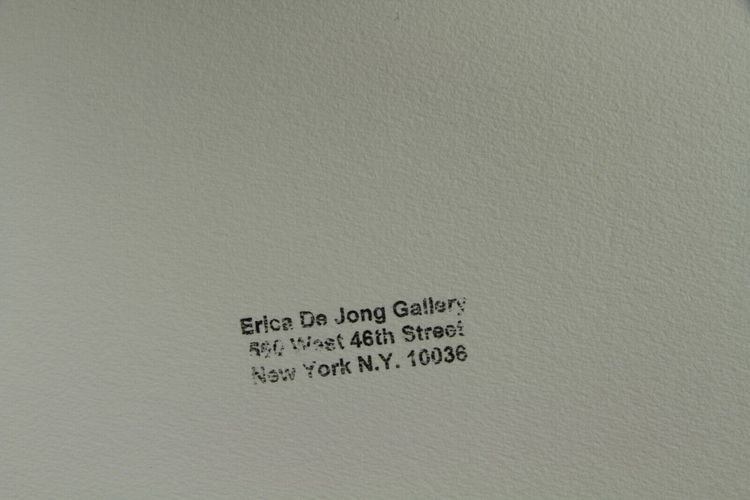 Erica De Jong Gallery
West 46th Street
New York N.Y. 10036